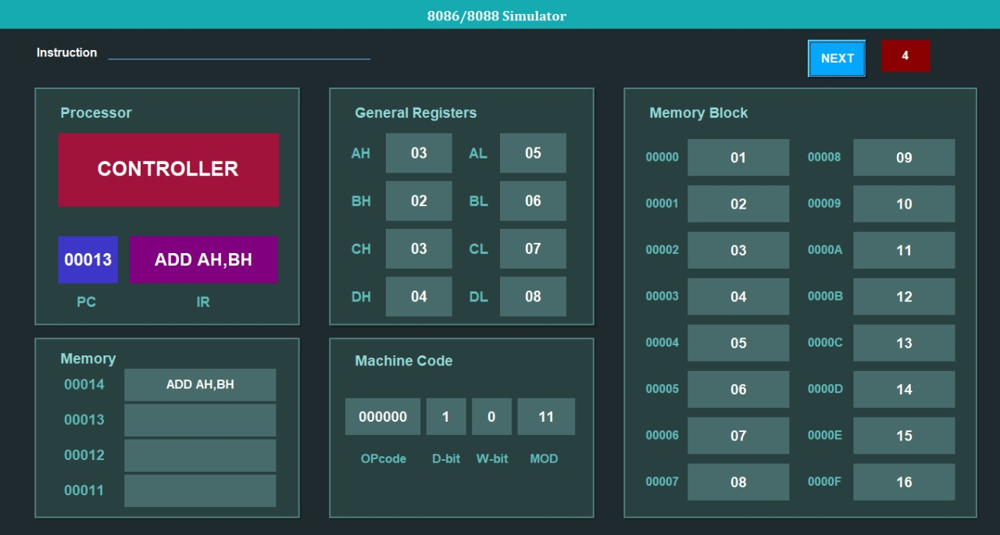 8086/8088 Simulator
Instruction
NEXT
4
Processor
CONTROLLER
00013
ADD AH,BH
PC
IR
General Registers
AH 03 AL 05
BH 02 BL 06
CH 03 CL 07
DH 04 DL 08
Memory Block
00000 01 00008 09
00001 02 00009 10
00002 03 0000A 11
00003 04 0000B 12
00004 05 0000C 13
00005 06 0000D 14
00006 07 0000E 15
00007 08 0000F 16
Memory
00014 ADD AH,BH
00013
00012
00011
Machine Code
000000 1 0 11
OPcode D-bit W-bit MOD